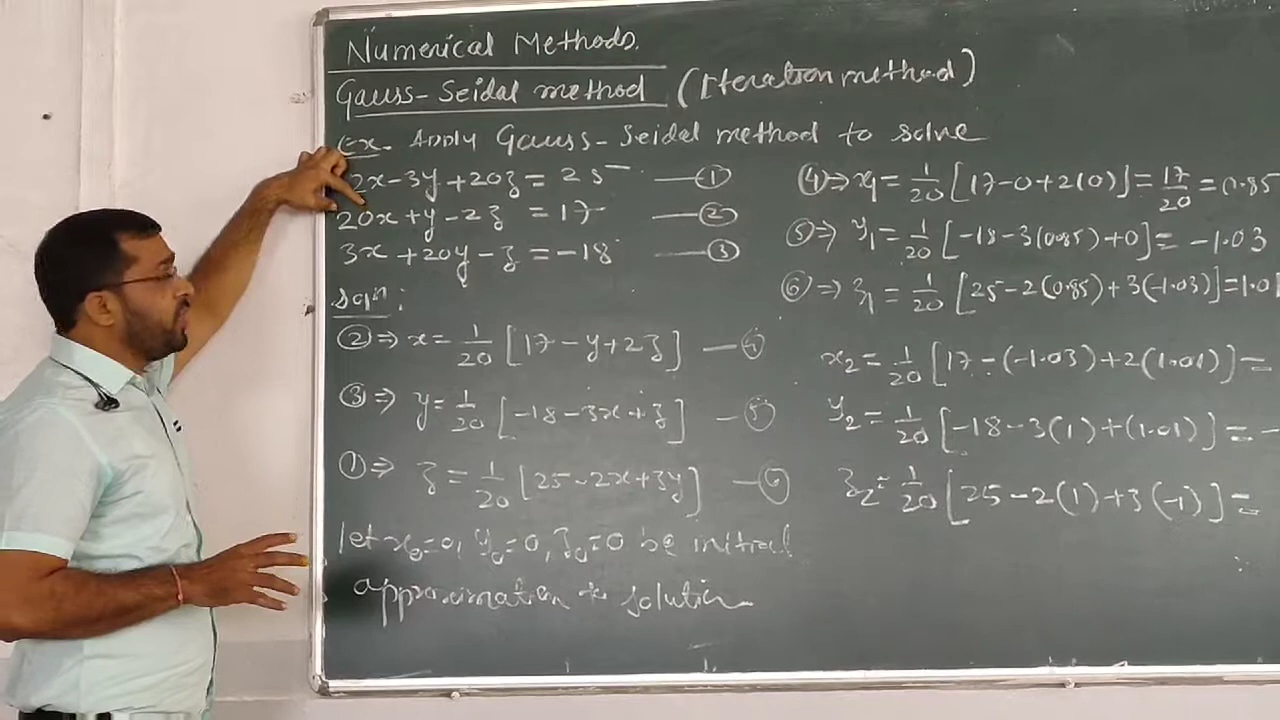 Numerical Methods.
Gauss-Seidal method (Iteration method)
Ex. Apply Gauss-Seidal method to solve
2x-3y+20z = 25 —①
20x+y-2z = 17 —②
3x+20y-z = -18 —③
Soln:
②⇒ x = 1/20 [17-y+2z] —④
③⇒ y = 1/20 [-18-3x+z] —⑤
①⇒ z = 1/20 [25-2x+3y] —⑥
let x₀=0, y₀=0, z₀=0 be initial
approximation to solution
④⇒ x₁ = 1/20 [17-0+2(0)] = 17/20 = 0.85
⑤⇒ y₁ = 1/20 [-18-3(0.85)+0] = -1.03
⑥⇒ z₁ = 1/20 [25-2(0.85)+3(-1.03)] = 1.01
x₂ = 1/20 [17-(-1.03)+2(1.01)] =
y₂ = 1/20 [-18-3(1)+(1.01)] = -
z₂ = 1/20 [25-2(1)+3(-1)] =